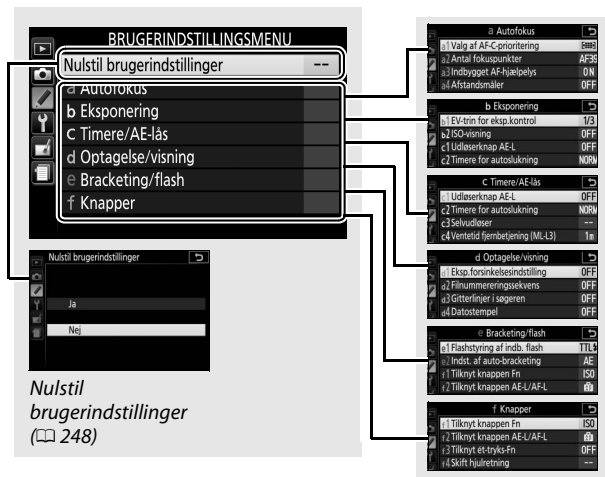 BRUGERINDSTILLINGSMENU
Nulstil brugerindstillinger --
a Autofokus
b Eksponering
c Timere/AE-lås
d Optagelse/visning
e Bracketing/flash
f Knapper
Nulstil brugerindstillinger
Ja
Nej
Nulstil
brugerindstillinger
(248)
a Autofokus
a1 Valg af AF-C-prioritering
a2 Antal fokuspunkter AF39
a3 Indbygget AF-hjælpelys ON
a4 Afstandsmåler OFF
b Eksponering
b1 EV-trin for eksp.kontrol 1/3
b2 ISO-visning OFF
c1 Udløserknap AE-L OFF
c2 Timere for autoslukning NORM
c Timere/AE-lås
c1 Udløserknap AE-L OFF
c2 Timere for autoslukning NORM
c3 Selvudløser --
c4 Ventetid fjernbetjening (ML-L3) 1m
d Optagelse/visning
d1 Eksp.forsinkelsesindstilling OFF
d2 Filnummereringssekvens OFF
d3 Gitterlinjer i søgeren OFF
d4 Datostempel OFF
e Bracketing/flash
e1 Flashstyring af indb. flash TTL
e2 Indst. af auto-bracketing AE
f1 Tilknyt knappen Fn ISO
f2 Tilknyt knappen AE-L/AF-L
f Knapper
f1 Tilknyt knappen Fn ISO
f2 Tilknyt knappen AE-L/AF-L
f3 Tilknyt ét-tryks-Fn OFF
f4 Skift hjulretning --